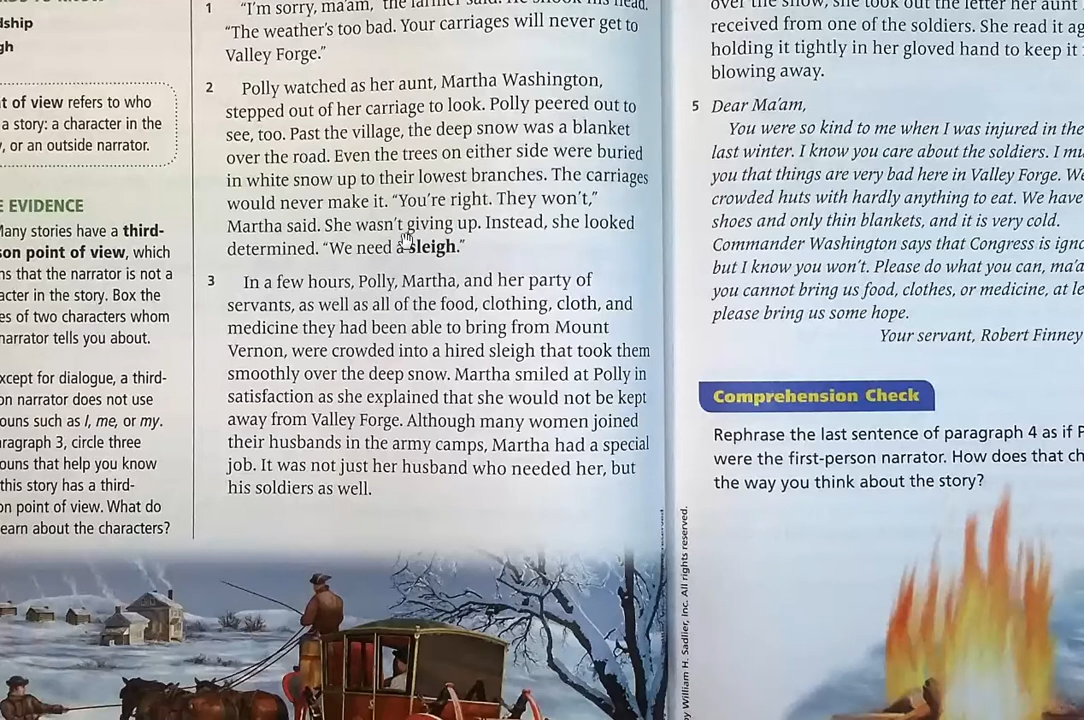 dship
gh
t of view refers to who
a story: a character in the
, or an outside narrator.
E EVIDENCE
Many stories have a third-
son point of view, which
ns that the narrator is not a
acter in the story. Box the
es of two characters whom
narrator tells you about.
xcept for dialogue, a third-
on narrator does not use
ouns such as I, me, or my.
ragraph 3, circle three
ouns that help you know
this story has a third-
on point of view. What do
earn about the characters?
1 "I'm sorry, ma'am," the farmer said. He shook his head.
"The weather's too bad. Your carriages will never get to
Valley Forge."
2 Polly watched as her aunt, Martha Washington,
stepped out of her carriage to look. Polly peered out to
see, too. Past the village, the deep snow was a blanket
over the road. Even the trees on either side were buried
in white snow up to their lowest branches. The carriages
would never make it. "You're right. They won't,"
Martha said. She wasn't giving up. Instead, she looked
determined. "We need a sleigh."
3 In a few hours, Polly, Martha, and her party of
servants, as well as all of the food, clothing, cloth, and
medicine they had been able to bring from Mount
Vernon, were crowded into a hired sleigh that took them
smoothly over the deep snow. Martha smiled at Polly in
satisfaction as she explained that she would not be kept
away from Valley Forge. Although many women joined
their husbands in the army camps, Martha had a special
job. It was not just her husband who needed her, but
his soldiers as well.
over the snow, she took out the letter her aunt
received from one of the soldiers. She read it ag
holding it tightly in her gloved hand to keep it
blowing away.
5 Dear Ma'am,
You were so kind to me when I was injured in the
last winter. I know you care about the soldiers. I mu
you that things are very bad here in Valley Forge. We
crowded huts with hardly anything to eat. We have
shoes and only thin blankets, and it is very cold.
Commander Washington says that Congress is igno
but I know you won't. Please do what you can, ma'a
you cannot bring us food, clothes, or medicine, at le
please bring us some hope.
Your servant, Robert Finney
Comprehension Check
Rephrase the last sentence of paragraph 4 as if P
were the first-person narrator. How does that ch
the way you think about the story?
by William H. Sadlier, Inc. All rights reserved.